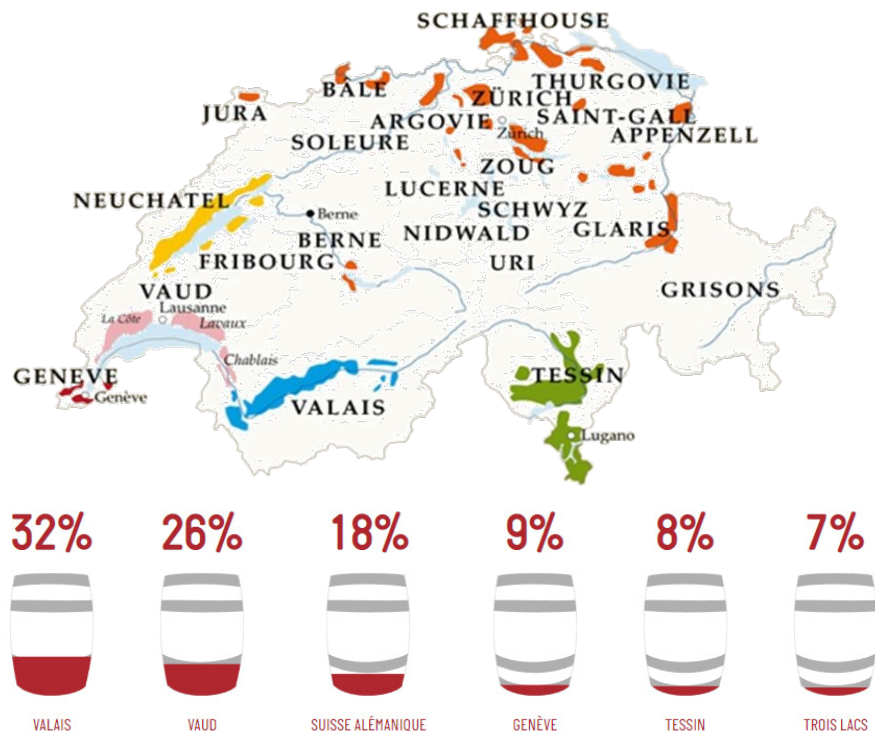 SCHAFFHOUSE
THURGOVIE
BÂLE
ZÜRICH
JURA
ARGOVIE
Zürich
SAINT-GALL
SOLEURE
APPENZELL
ZOUG
NEUCHATEL
LUCERNE
Berne
SCHWYZ
BERNE
NIDWALD
GLARIS
FRIBOURG
URI
VAUD
GRISONS
Lausanne
La Côte
Lavaux
Chablais
GENEVE
TESSIN
Genève
VALAIS
Lugano
32% 26% 18% 9% 8% 7%
VALAIS VAUD SUISSE ALÉMANIQUE GENÈVE TESSIN TROIS LACS